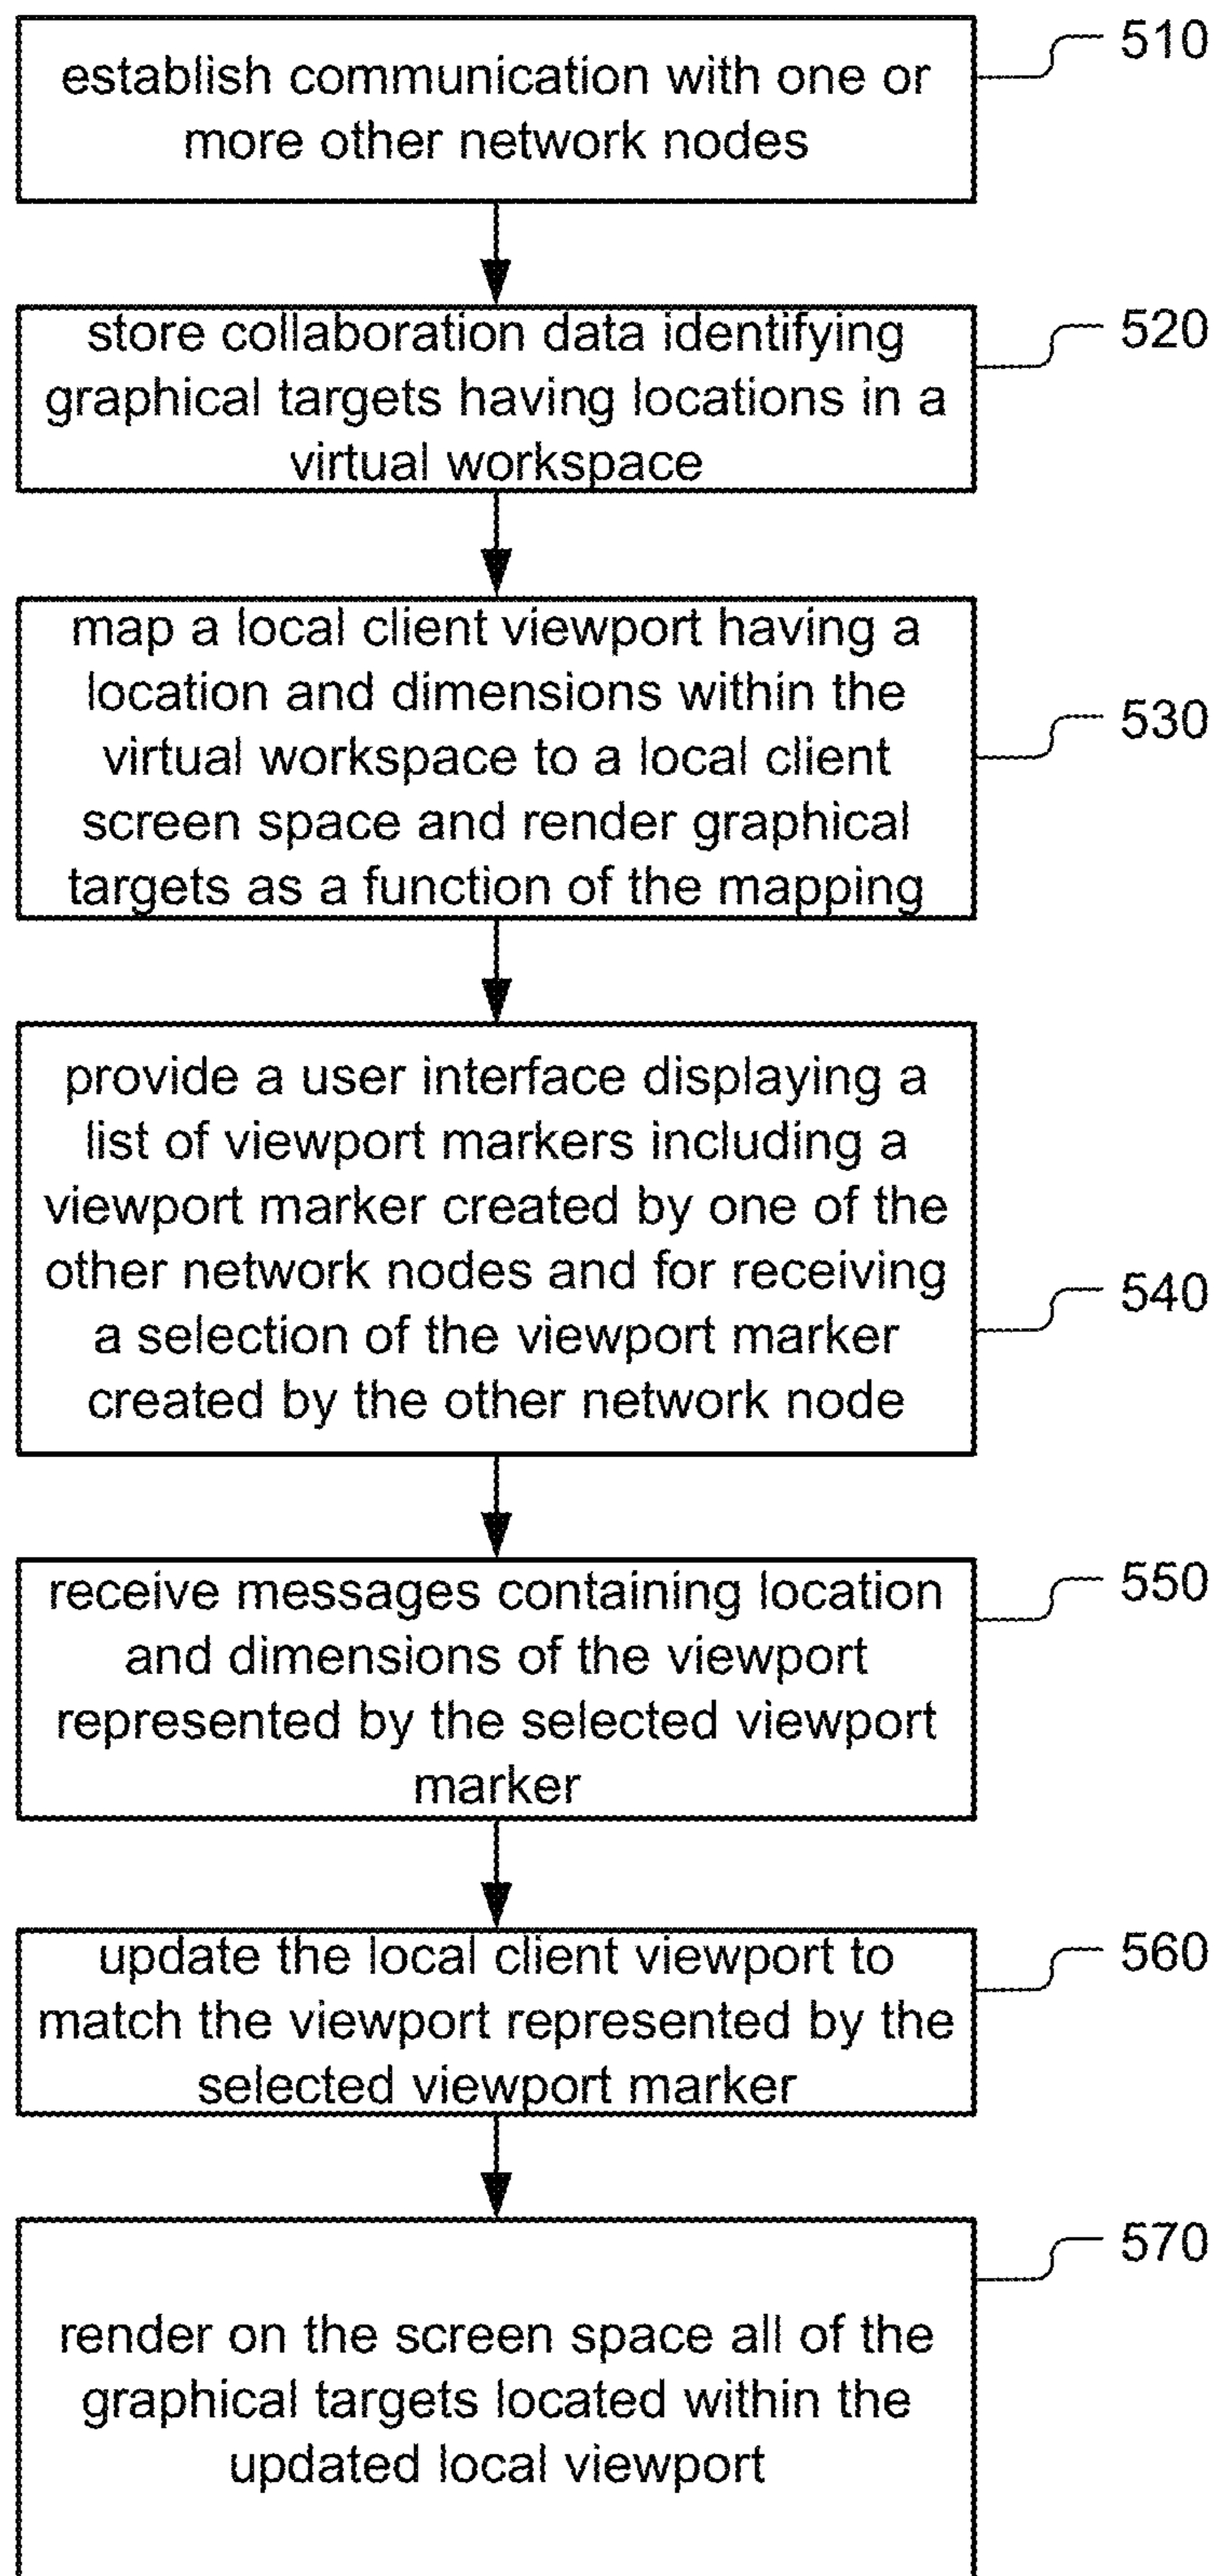 establish communication with one or
more other network nodes
510
store collaboration data identifying
graphical targets having locations in a
virtual workspace
520
map a local client viewport having a
location and dimensions within the
virtual workspace to a local client
screen space and render graphical
targets as a function of the mapping
530
provide a user interface displaying a
list of viewport markers including a
viewport marker created by one of the
other network nodes and for receiving
a selection of the viewport marker
created by the other network node
540
receive messages containing location
and dimensions of the viewport
represented by the selected viewport
marker
550
update the local client viewport to
match the viewport represented by the
selected viewport marker
560
render on the screen space all of the
graphical targets located within the
updated local viewport
570